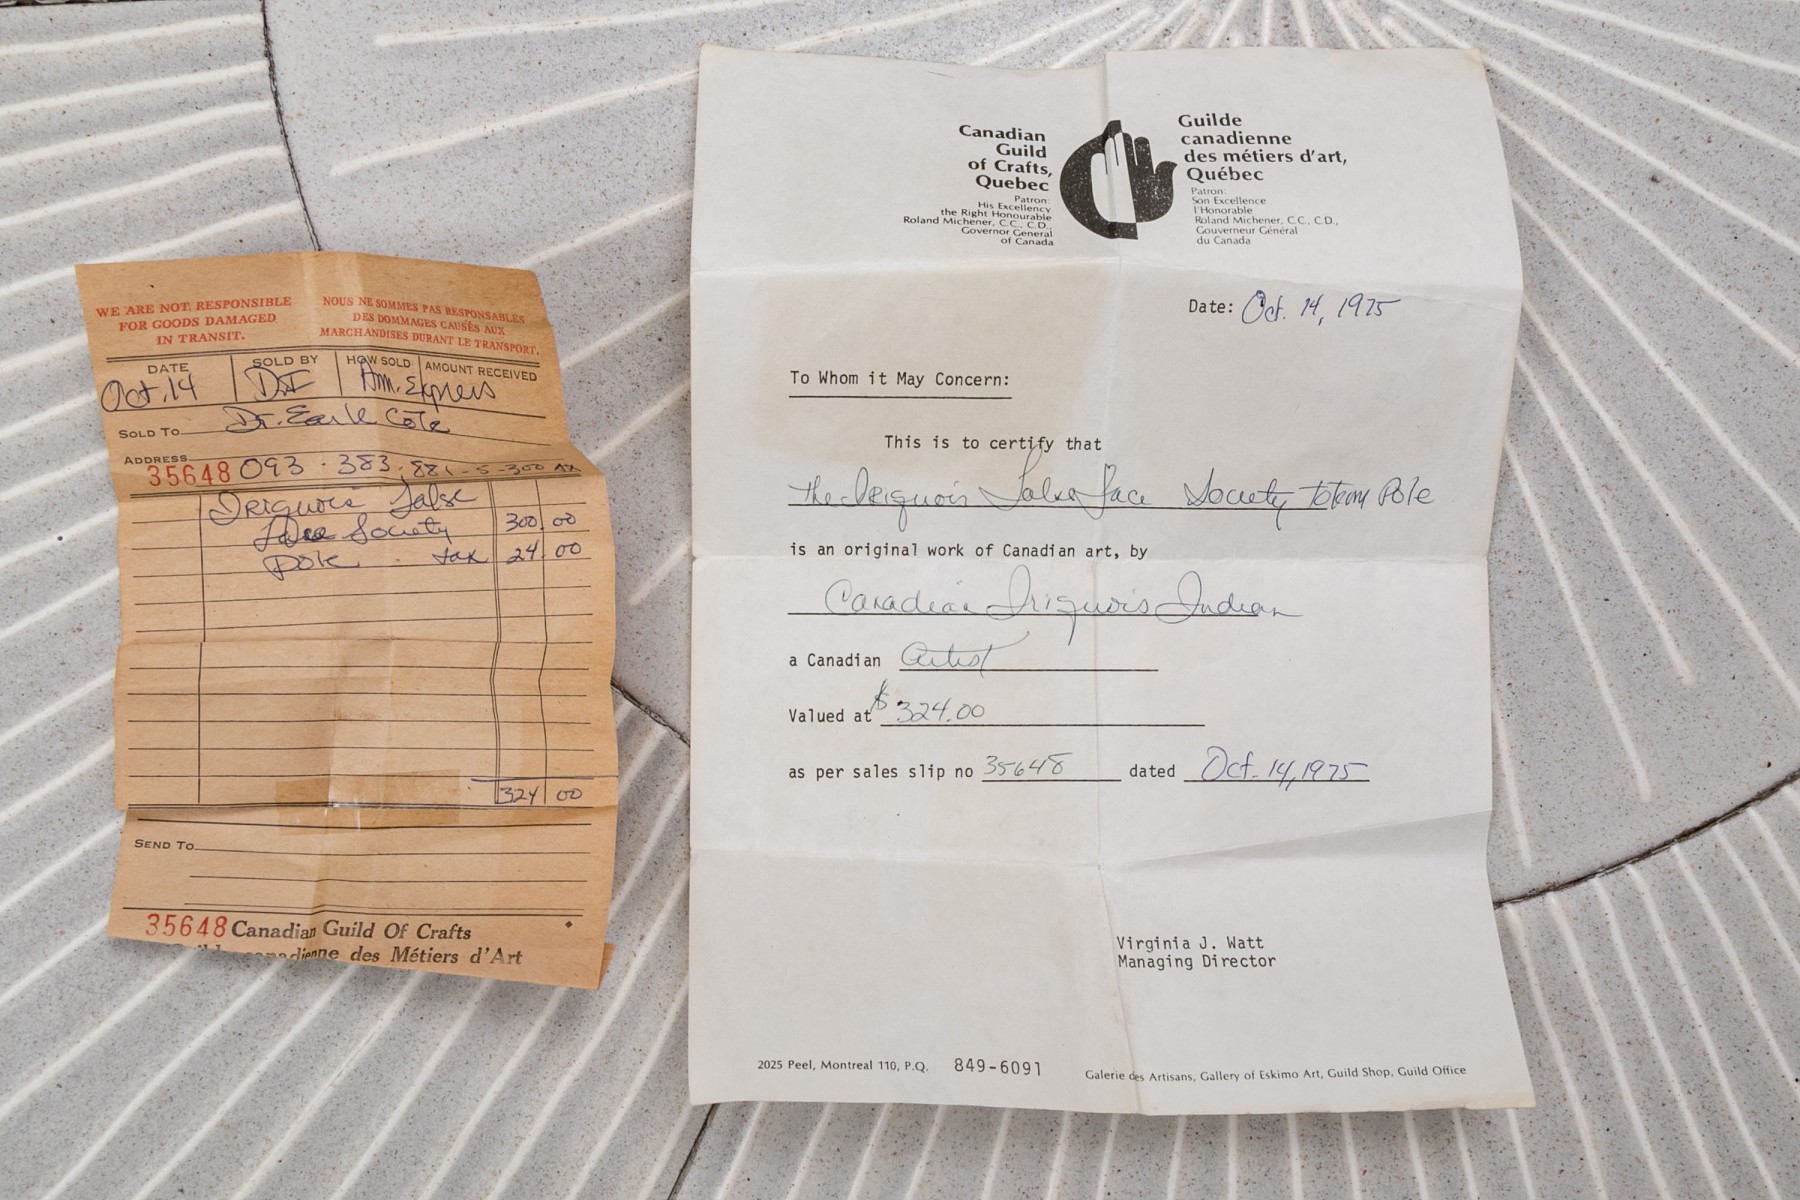 WE ARE NOT RESPONSIBLE
FOR GOODS DAMAGED
IN TRANSIT.
NOUS NE SOMMES PAS RESPONSABLES
DES DOMMAGES CAUSÉS AUX
MARCHANDISES DURANT LE TRANSPORT.
DATE SOLD BY HOW SOLD AMOUNT RECEIVED
Oct. 14 Am. Express
SOLD TO Dr. Earle Cote
ADDRESS
35648 093 · 383 · 881 - 5 - 300 AX
Iriquois False
Face Society 300.00
Pole tax 24.00
324 00
SEND TO
35648 Canadian Guild Of Crafts
canadienne des Métiers d'Art
Canadian
Guild
of Crafts,
Quebec
Patron:
His Excellency
the Right Honourable
Roland Michener, C.C., C.D.,
Governor General
of Canada
Guilde
canadienne
des métiers d'art,
Québec
Patron:
Son Excellence
l'Honorable
Roland Michener, C.C., C.D.,
Gouverneur Général
du Canada
Date: Oct. 14, 1975
To Whom it May Concern:
This is to certify that
the Iriquois False Face Society Totem Pole
is an original work of Canadian art, by
Canadian Iriquois Indian
a Canadian Artist
Valued at $324.00
as per sales slip no 35648 dated Oct. 14, 1975
Virginia J. Watt
Managing Director
2025 Peel, Montreal 110, P.Q. 849-6091
Galerie des Artisans, Gallery of Eskimo Art, Guild Shop, Guild Office